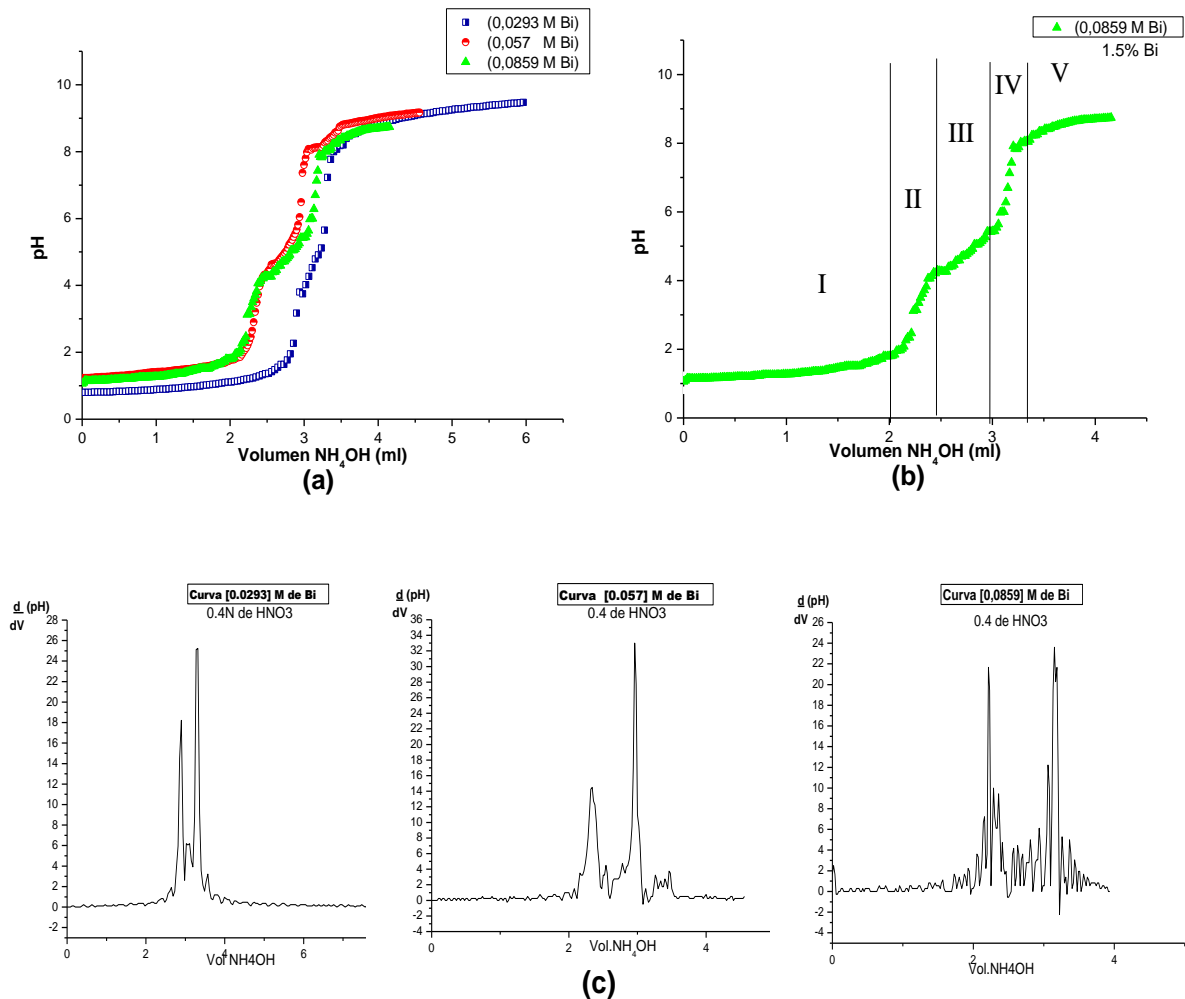 (0,0293 M Bi)
(0,057 M Bi)
(0,0859 M Bi)
10
8
6
4
2
0
pH
0 1 2 3 4 5 6
Volumen NH4OH (ml)
(a)
(0,0859 M Bi)
1.5% Bi
I
II
III
IV
V
10
8
6
4
2
0
pH
0 1 2 3 4
Volumen NH4OH (ml)
(b)
Curva [0.0293] M de Bi
0.4N de HNO3
d (pH)
dV
28
26
24
22
20
18
16
14
12
10
8
6
4
2
0
-2
0 2 4 6
Vol NH4OH
Curva [0.057] M de Bi
0.4 de HNO3
d (pH)
dV
36
34
32
30
28
26
24
22
20
18
16
14
12
10
8
6
4
2
0
-2
-4
0 2 4
Vol.NH4OH
Curva [0,0859] M de Bi
0.4 de HNO3
d (pH)
dV
26
24
22
20
18
16
14
12
10
8
6
4
2
0
-2
-4
0 2 4
Vol.NH4OH
(c)